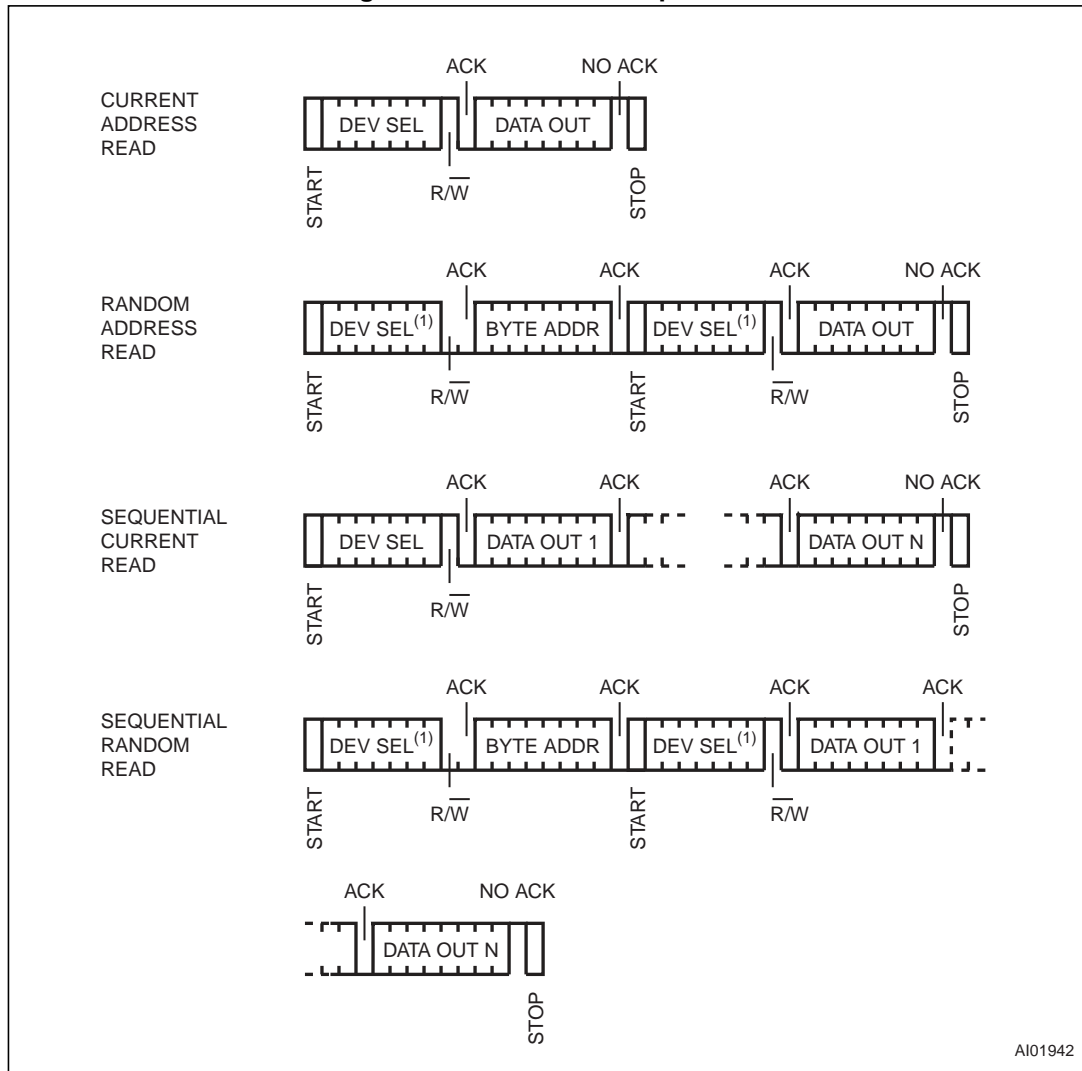 ACK NO ACK
CURRENT
ADDRESS
READ
DEV SEL DATA OUT
START R/W̅ STOP
ACK ACK ACK NO ACK
RANDOM
ADDRESS
READ
DEV SEL(1) BYTE ADDR DEV SEL(1) DATA OUT
START R/W̅ START R̅/W STOP
ACK ACK ACK NO ACK
SEQUENTIAL
CURRENT
READ
DEV SEL DATA OUT 1 DATA OUT N
START R/W̅ STOP
ACK ACK ACK ACK
SEQUENTIAL
RANDOM
READ
DEV SEL(1) BYTE ADDR DEV SEL(1) DATA OUT 1
START R/W̅ START R̅/W
ACK NO ACK
DATA OUT N
STOP
AI01942